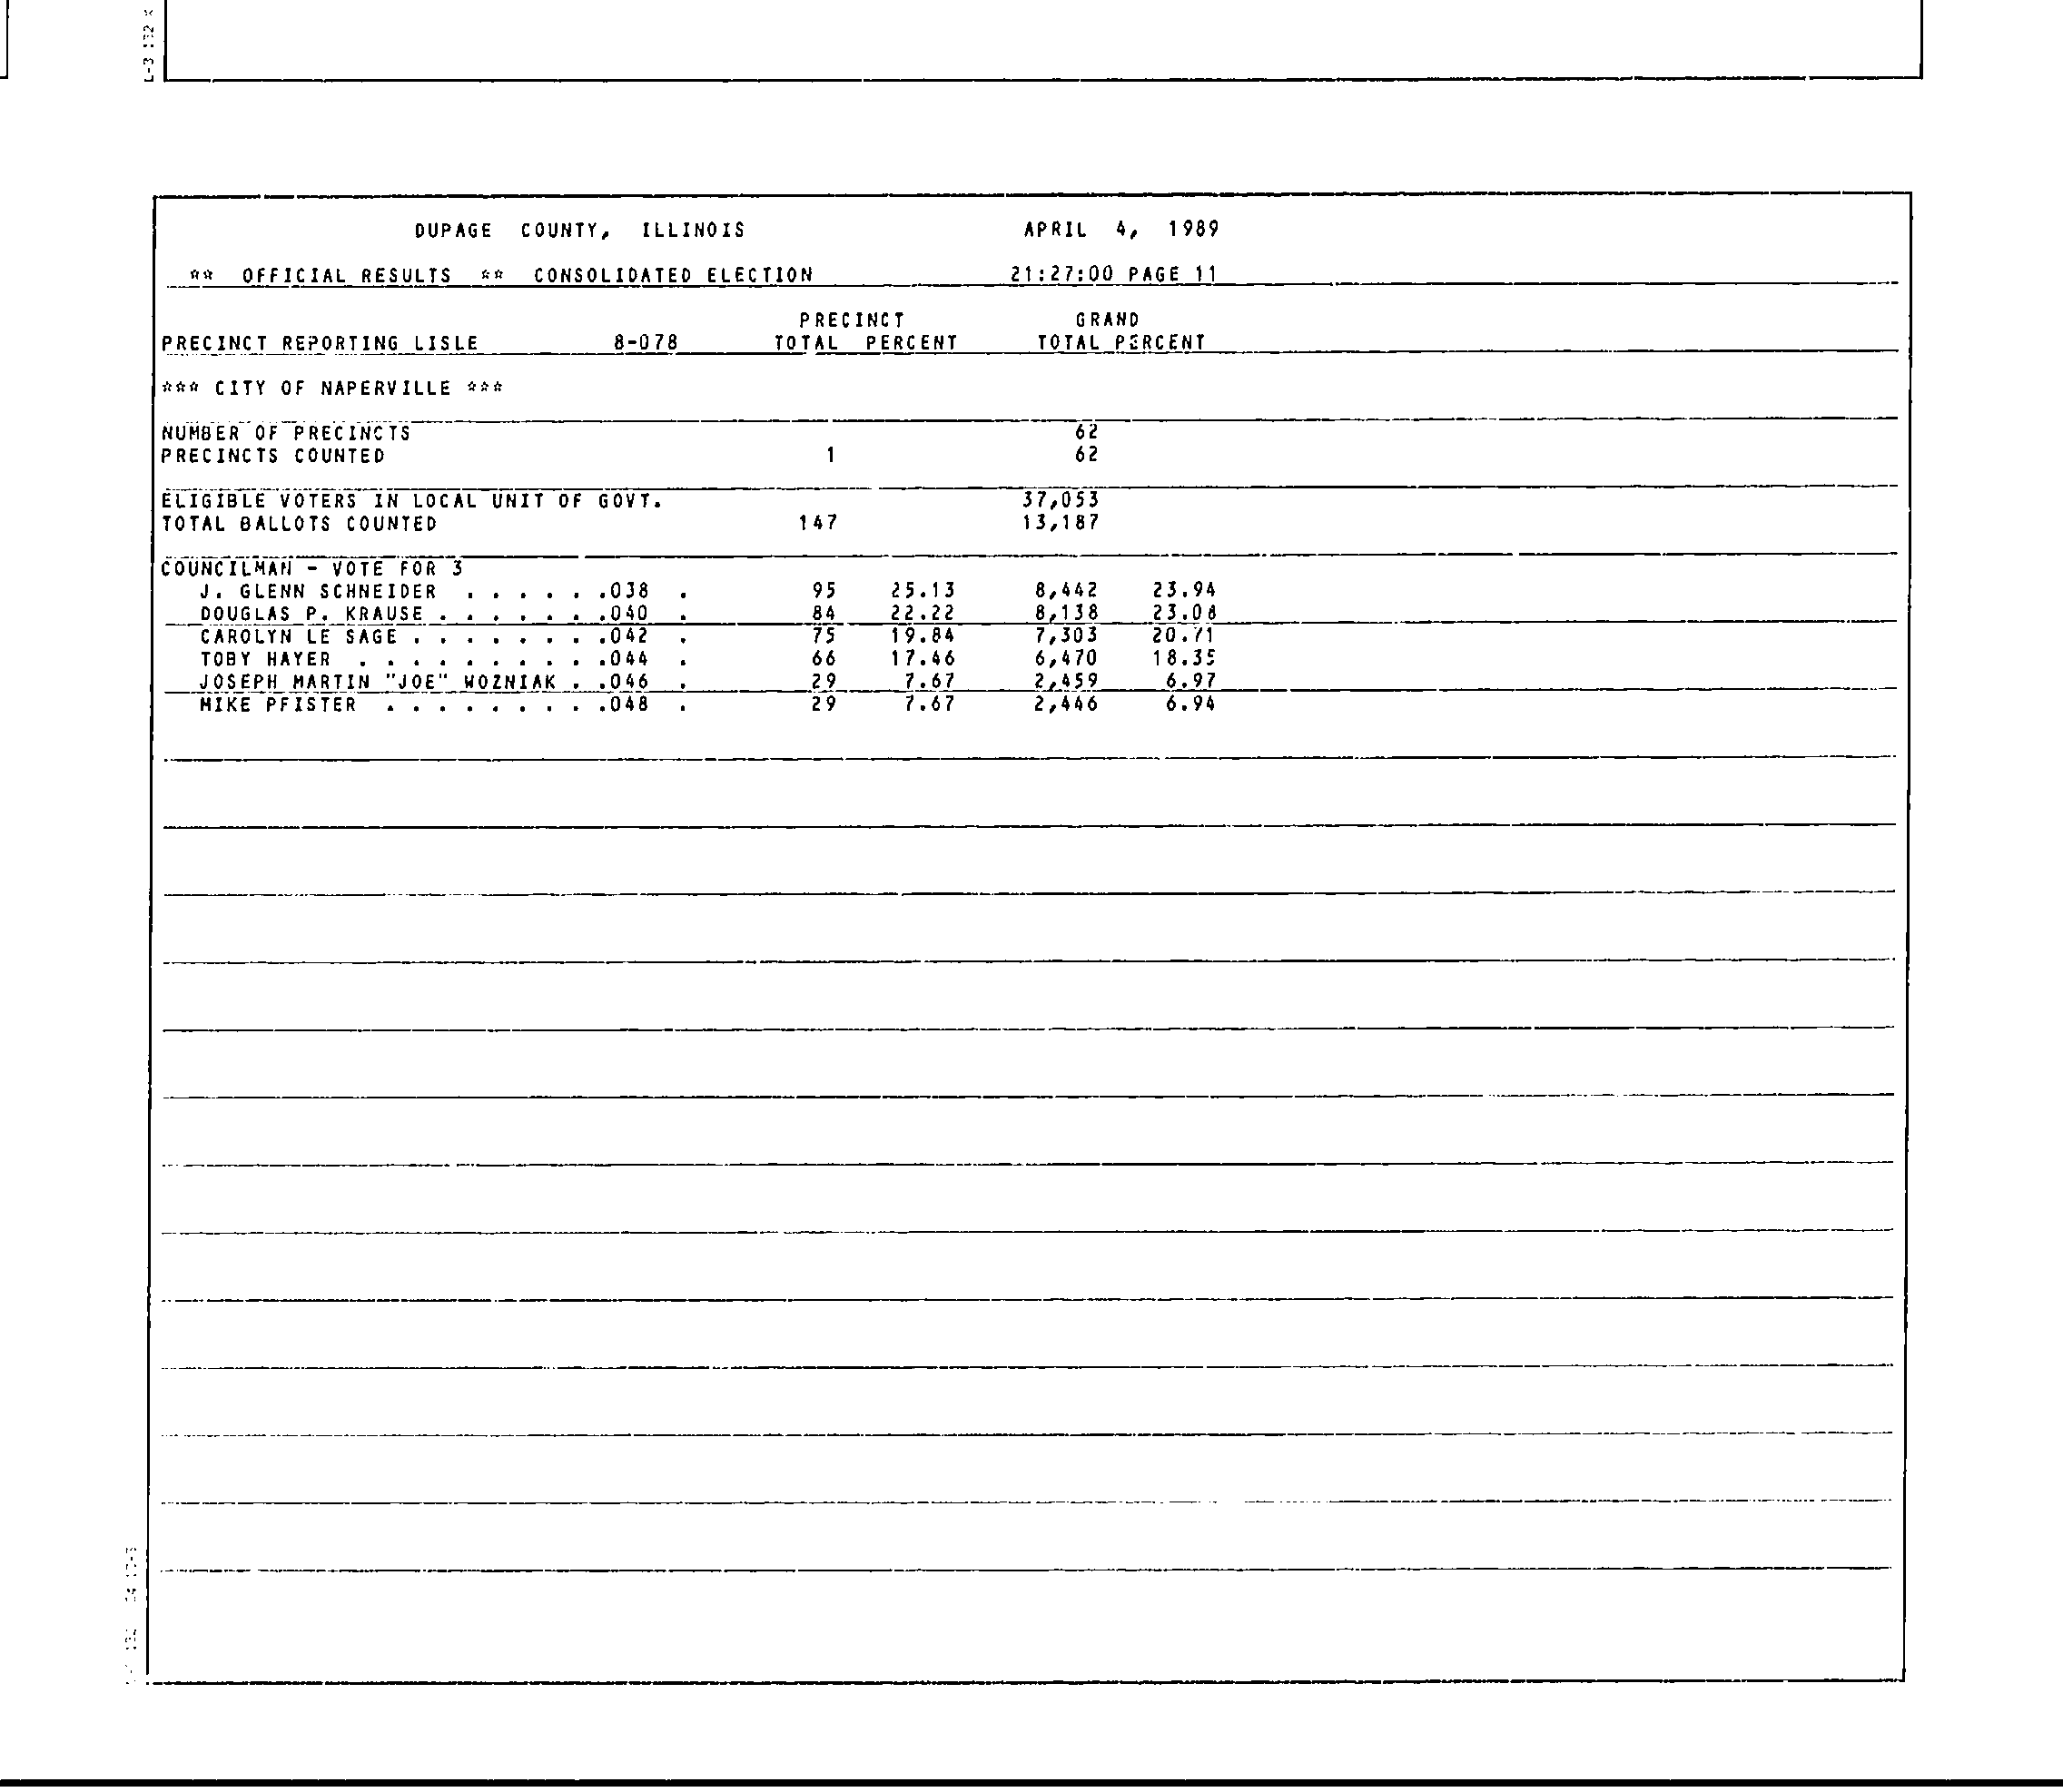 DUPAGE COUNTY, ILLINOIS APRIL 4, 1989
** OFFICIAL RESULTS ** CONSOLIDATED ELECTION 21:27:00 PAGE 11
PRECINCT GRAND
PRECINCT REPORTING LISLE 8-078 TOTAL PERCENT TOTAL PERCENT
*** CITY OF NAPERVILLE ***
NUMBER OF PRECINCTS 62
PRECINCTS COUNTED 1 62
ELIGIBLE VOTERS IN LOCAL UNIT OF GOVT. 37,053
TOTAL BALLOTS COUNTED 147 13,187
COUNCILMAN - VOTE FOR 3
J. GLENN SCHNEIDER . . . . . .038 . 95 25.13 8,442 23.94
DOUGLAS P. KRAUSE . . . . . . .040 . 84 22.22 8,138 23.08
CAROLYN LE SAGE . . . . . . . .042 . 75 19.84 7,303 20.71
TOBY HAYER . . . . . . . . . .044 . 66 17.46 6,470 18.35
JOSEPH MARTIN "JOE" WOZNIAK . .046 . 29 7.67 2,459 6.97
MIKE PFISTER . . . . . . . . .048 . 29 7.67 2,446 6.94